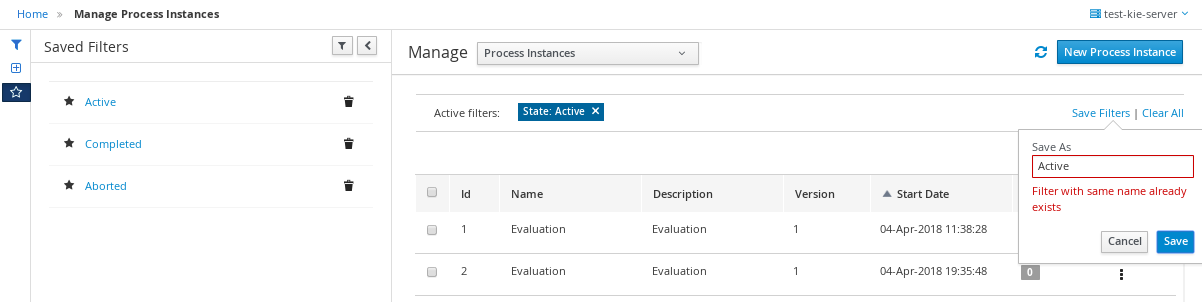 Home » Manage Process Instances
test-kie-server
Saved Filters
Active
Completed
Aborted
Manage
Process Instances
New Process Instance
Active filters:
State: Active ×
Save Filters | Clear All
Save As
Active
Filter with same name already
exists
Cancel
Save
Id Name Description Version Start Date
1 Evaluation Evaluation 1 04-Apr-2018 11:38:28
2 Evaluation Evaluation 1 04-Apr-2018 19:35:48 0